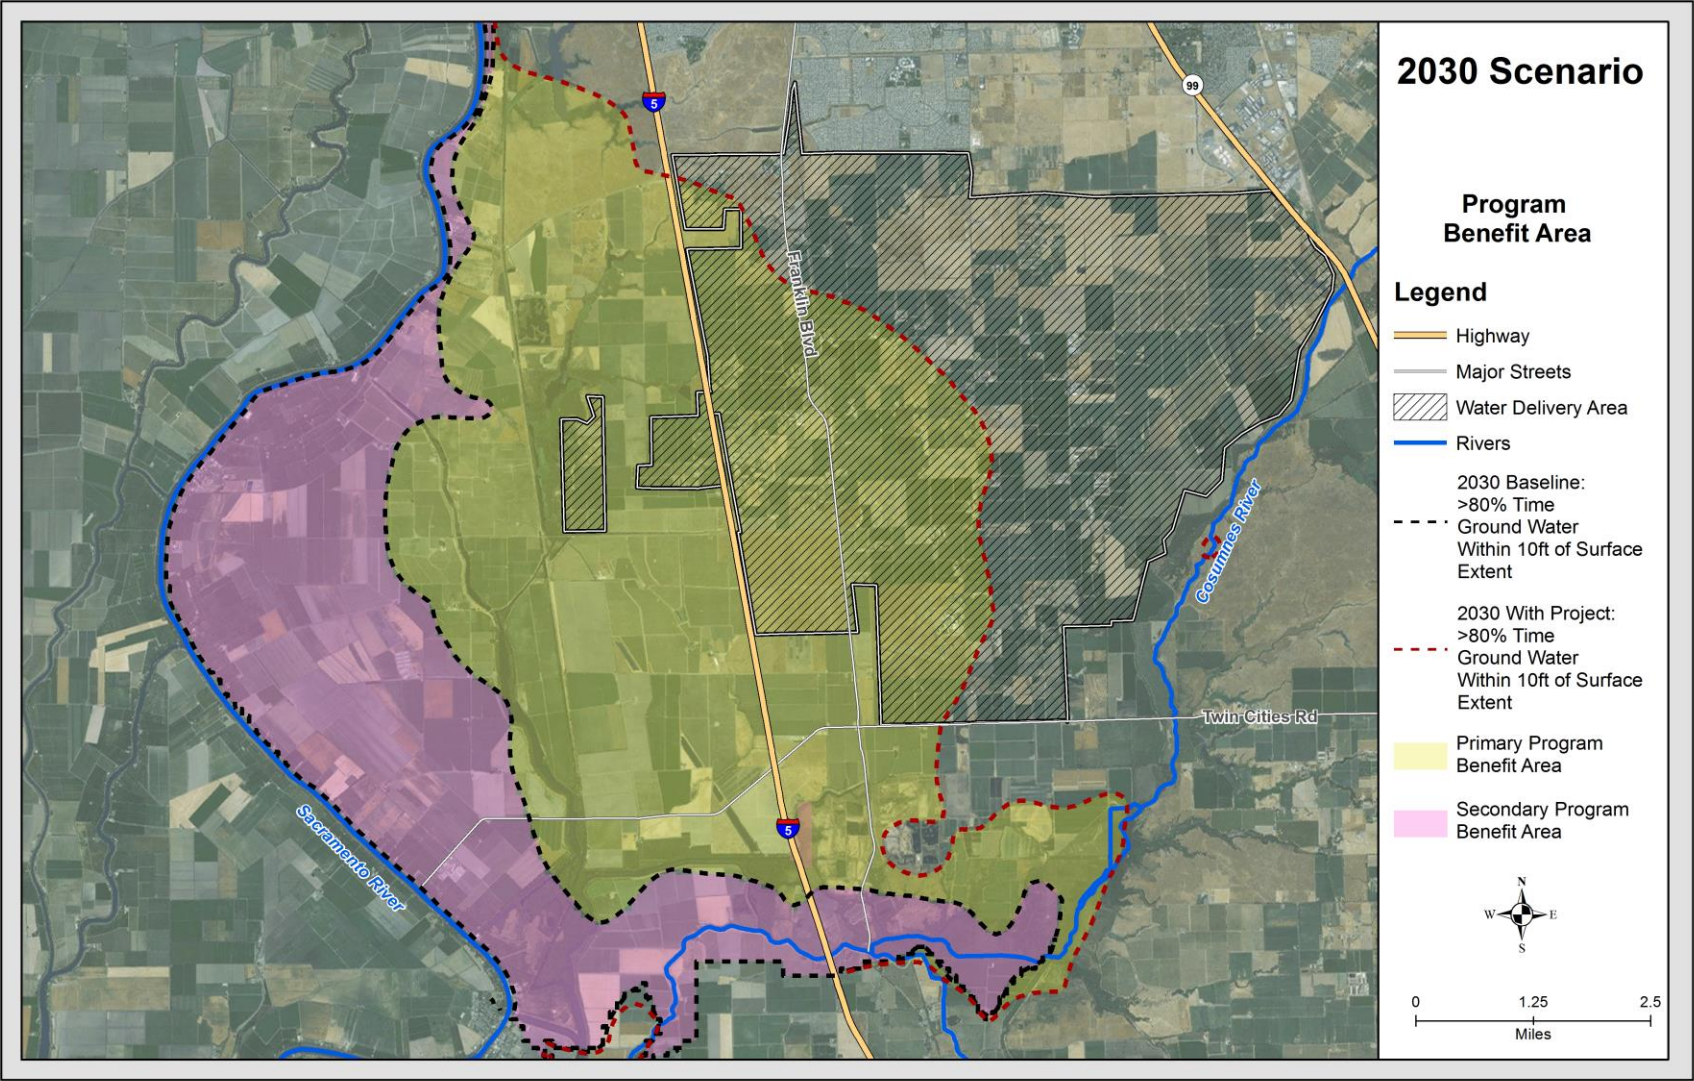 2030 Scenario
Program
Benefit Area
Legend
Highway
Major Streets
Water Delivery Area
Rivers
2030 Baseline:
>80% Time
Ground Water
Within 10ft of Surface
Extent
2030 With Project:
>80% Time
Ground Water
Within 10ft of Surface
Extent
Primary Program
Benefit Area
Secondary Program
Benefit Area
N
W E
S
0 1.25 2.5
Miles
5
99
Franklin Blvd
Cosumnes River
Twin Cities Rd
5
Sacramento River